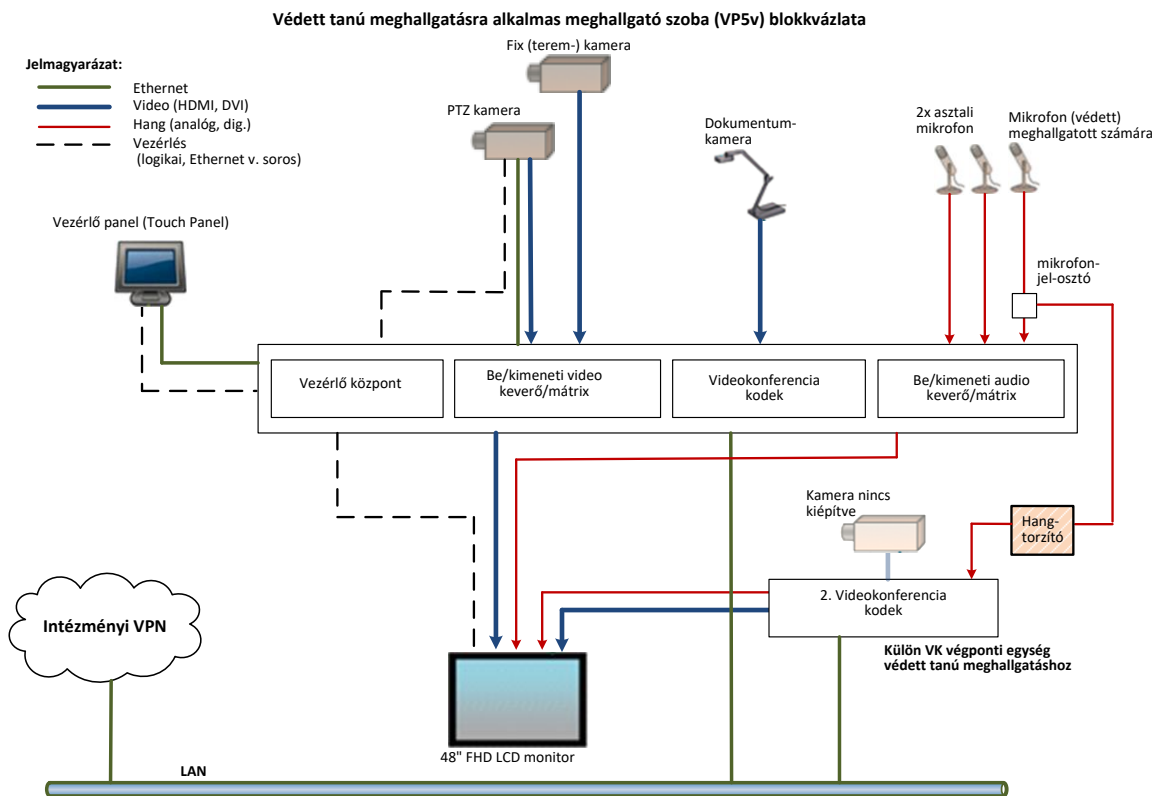 Védett tanú meghallgatásra alkalmas meghallgató szoba (VP5v) blokkvázlata
Fix (terem-) kamera
Jelmagyarázat:
Ethernet
Video (HDMI, DVI)
Hang (analóg, dig.)
Vezérlés
(logikai, Ethernet v. soros)
PTZ kamera
Dokumentum-
kamera
2x asztali
mikrofon
Mikrofon (védett)
meghallgatott számára
Vezérlő panel (Touch Panel)
mikrofon-
jel-osztó
Vezérlő központ
Be/kimeneti video
keverő/mátrix
Videokonferencia
kodek
Be/kimeneti audio
keverő/mátrix
Kamera nincs
kiépítve
Hang-
torzító
2. Videokonferencia
kodek
Intézményi VPN
Külön VK végponti egység
védett tanú meghallgatáshoz
48" FHD LCD monitor
LAN